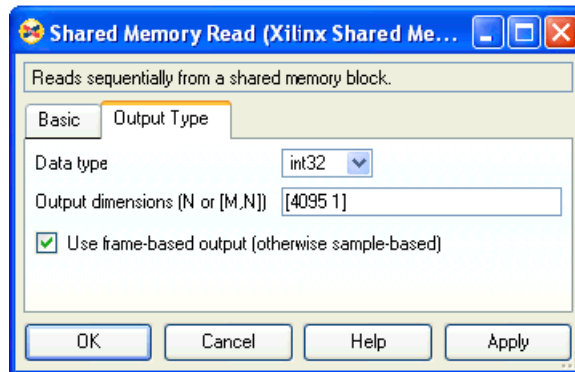 Shared Memory Read (Xilinx Shared Me...
Reads sequentially from a shared memory block.
Basic Output Type
Data type int32
Output dimensions (N or [M,N]) [4095 1]
Use frame-based output (otherwise sample-based)
OK Cancel Help Apply